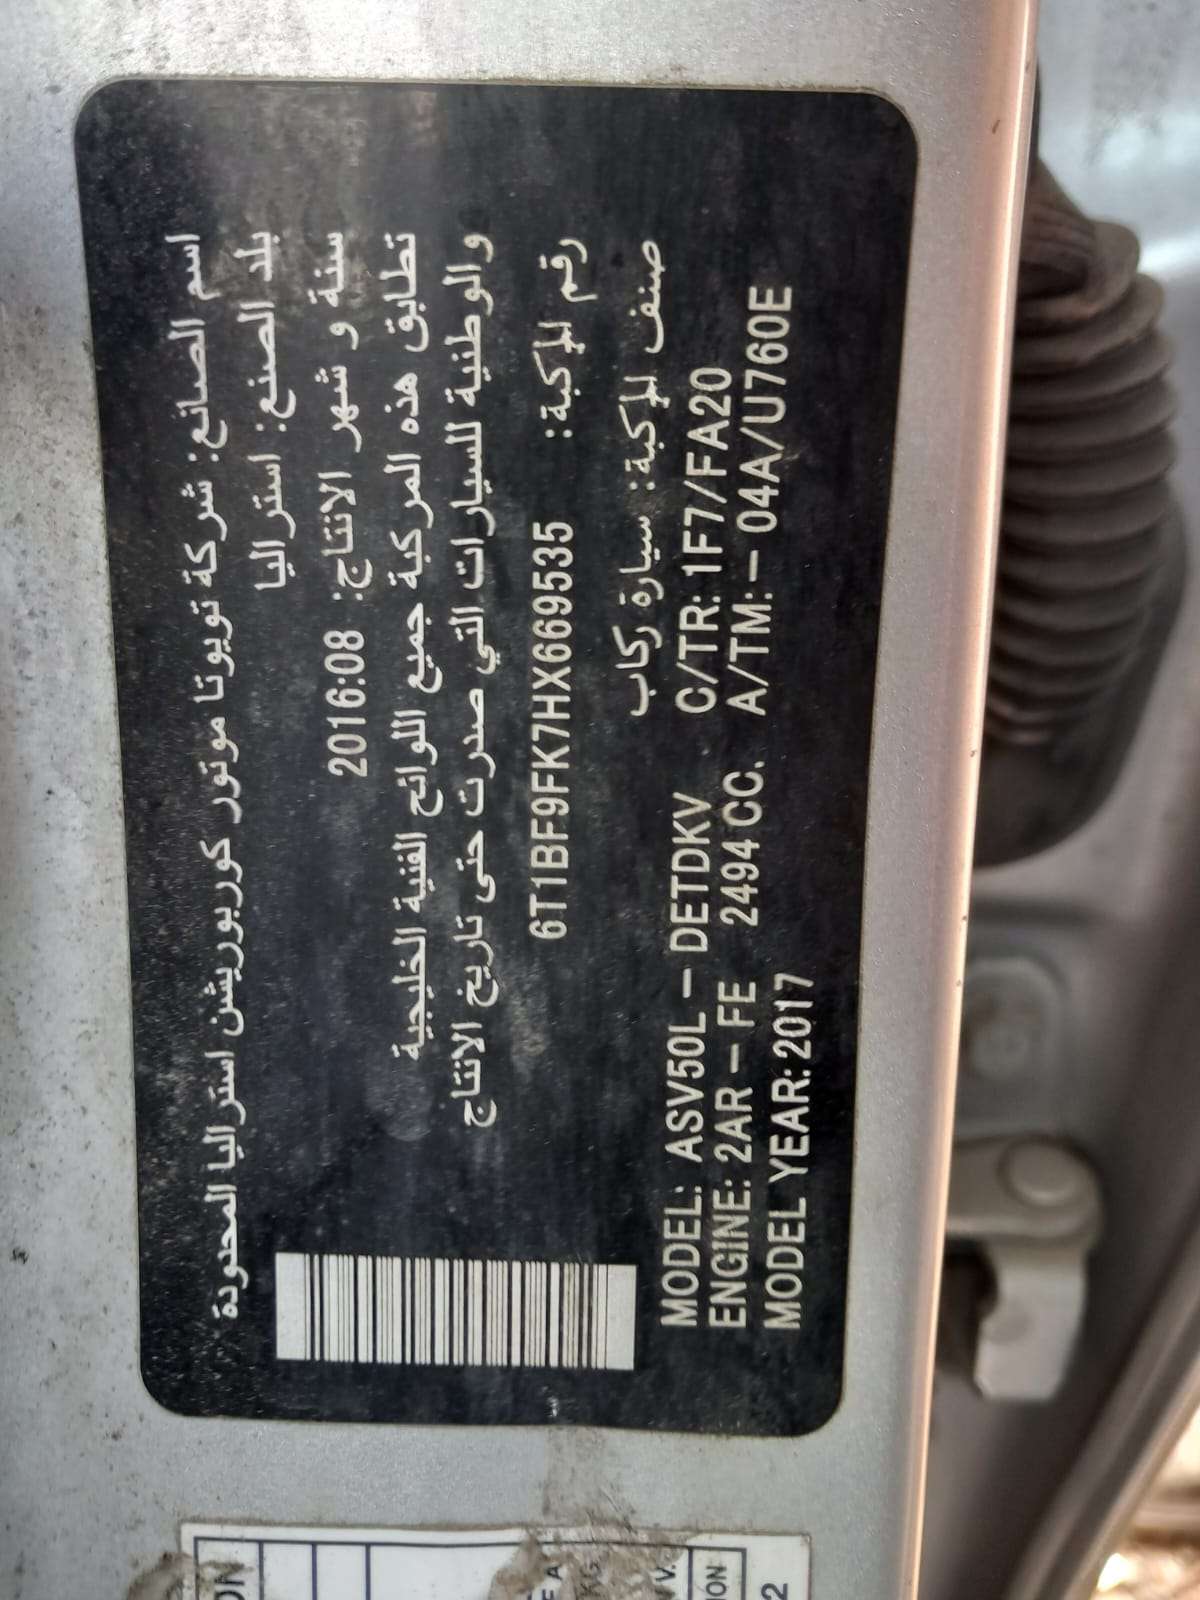 اسم الصانع: شركة تويوتا موتور كوربوريشن استراليا المحدودة
بلد الصنع: استراليا
سنة و شهر الانتاج: 2016:08
تطابق هذه المركبة جميع اللوائح الفنية الخليجية
والوطنية للسيارات التي صدرت حتى تاريخ الانتاج
رقم المركبة: 6T1BF9FK7HX669535
صنف المركبة: سيارة ركاب
MODEL: ASV50L – DETDKV C/TR: 1F7/FA20
ENGINE: 2AR – FE 2494 CC. A/TM: – 04A/U760E
MODEL YEAR: 2017